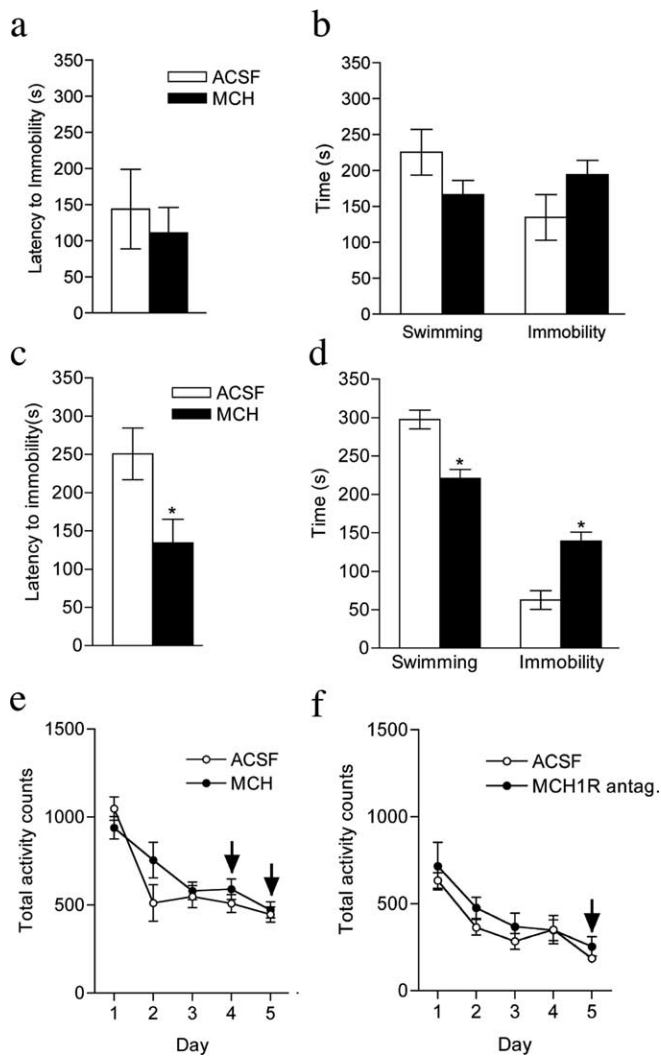 a
350
300
250
200
150
100
50
0
Latency to Immobility (s)
ACSF
MCH
b
350
300
250
200
150
100
50
0
Time (s)
Swimming Immobility
c
350
300
250
200
150
100
50
0
Latency to immobility(s)
ACSF
MCH
*
d
350
300
250
200
150
100
50
0
Time (s)
*
*
Swimming Immobility
e
1500
1000
500
0
Total activity counts
ACSF
MCH
1 2 3 4 5
Day
f
1500
1000
500
0
Total activity counts
ACSF
MCH1R antag.
1 2 3 4 5
Day